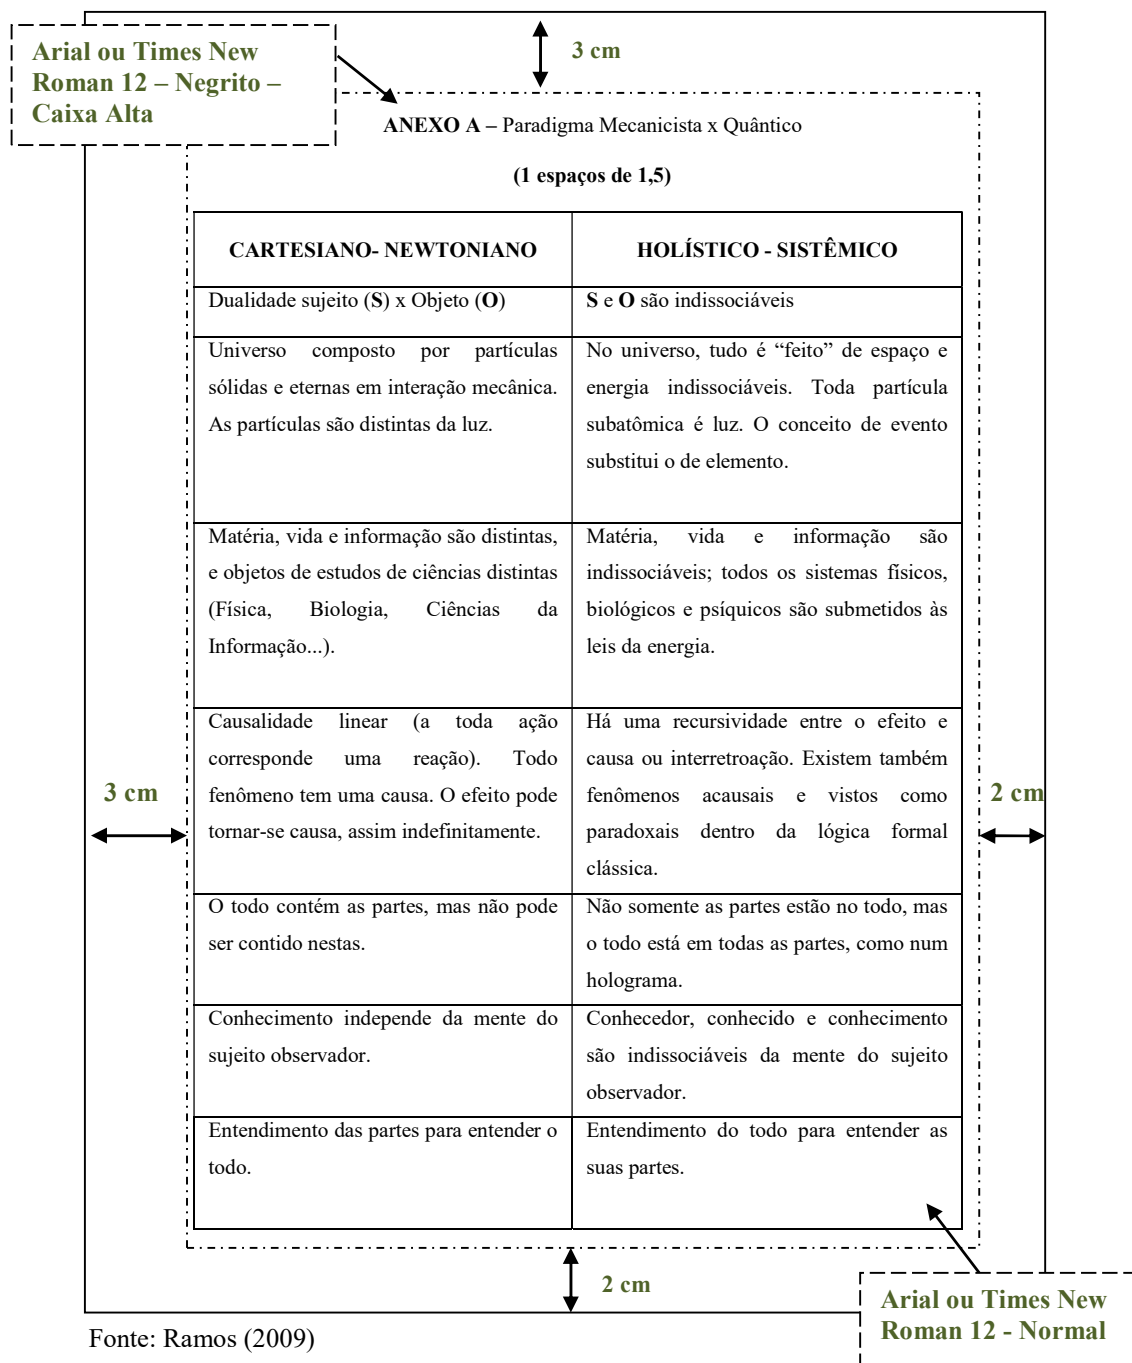 Arial ou Times New
Roman 12 – Negrito –
Caixa Alta
3 cm
ANEXO A – Paradigma Mecanicista x Quântico
(1 espaços de 1,5)
CARTESIANO- NEWTONIANO
HOLÍSTICO - SISTÊMICO
Dualidade sujeito (S) x Objeto (O)
S e O são indissociáveis
Universo composto por partículas
sólidas e eternas em interação mecânica.
As partículas são distintas da luz.
No universo, tudo é “feito” de espaço e
energia indissociáveis. Toda partícula
subatômica é luz. O conceito de evento
substitui o de elemento.
Matéria, vida e informação são distintas,
e objetos de estudos de ciências distintas
(Física, Biologia, Ciências da
Informação...).
Matéria, vida e informação são
indissociáveis; todos os sistemas físicos,
biológicos e psíquicos são submetidos às
leis da energia.
Causalidade linear (a toda ação
corresponde uma reação). Todo
fenômeno tem uma causa. O efeito pode
tornar-se causa, assim indefinitamente.
Há uma recursividade entre o efeito e
causa ou interretroação. Existem também
fenômenos acausais e vistos como
paradoxais dentro da lógica formal
clássica.
3 cm
2 cm
O todo contém as partes, mas não pode
ser contido nestas.
Não somente as partes estão no todo, mas
o todo está em todas as partes, como num
holograma.
Conhecimento independe da mente do
sujeito observador.
Conhecedor, conhecido e conhecimento
são indissociáveis da mente do sujeito
observador.
Entendimento das partes para entender o
todo.
Entendimento do todo para entender as
suas partes.
2 cm
Arial ou Times New
Roman 12 - Normal
Fonte: Ramos (2009)